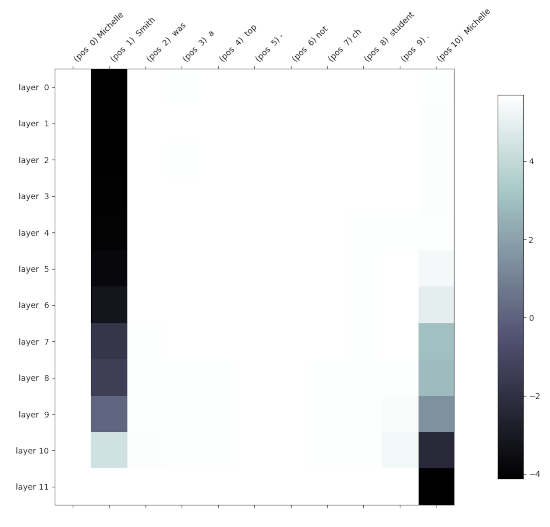 (pos  0) Michelle
(pos  1)  Smith
(pos  2)  was
(pos  3)  a
(pos  4)  top
(pos  5) -
(pos  6) not
(pos  7) ch
(pos  8)  student
(pos  9) .
(pos 10)  Michelle
layer  0
layer  1
layer  2
layer  3
layer  4
layer  5
layer  6
layer  7
layer  8
layer  9
layer 10
layer 11
4
2
0
−2
−4